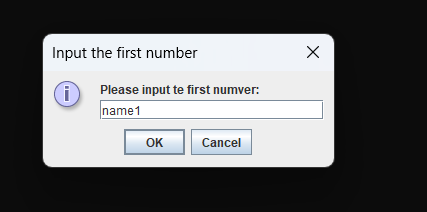 Input the first number
Please input te first numver:
name1
OK
Cancel